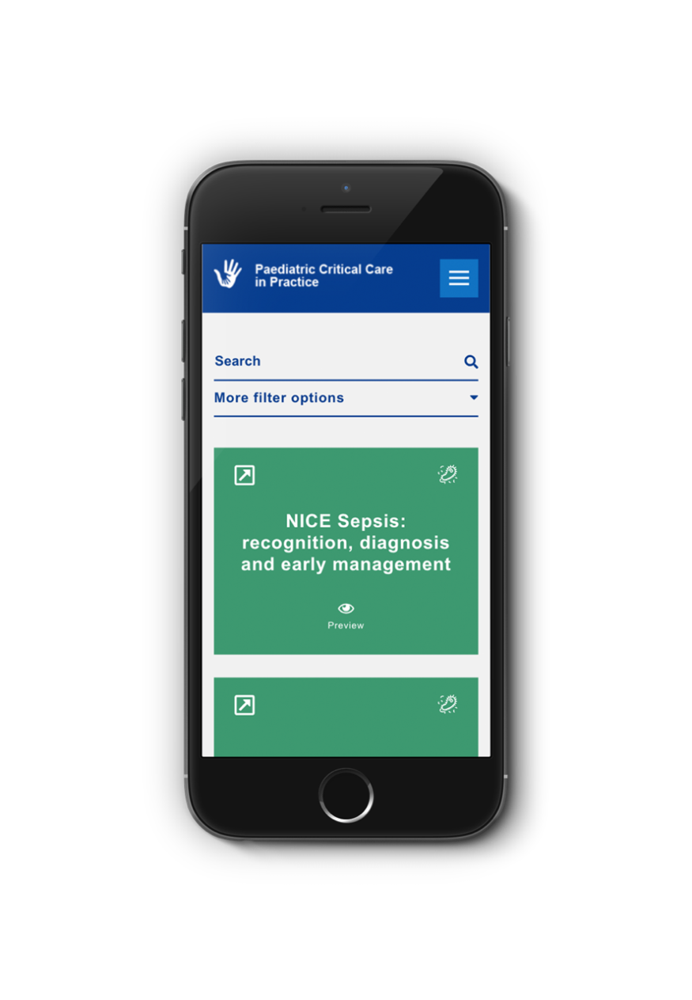 Paediatric Critical Care
in Practice
Search
More filter options
NICE Sepsis:
recognition, diagnosis
and early management
Preview